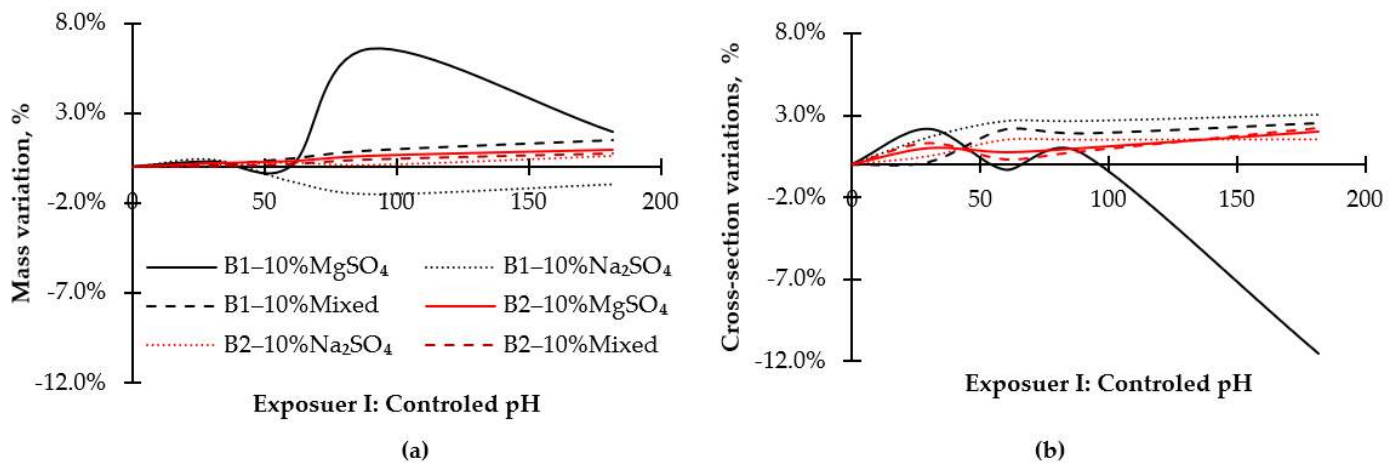 8.0%
3.0%
-2.0%
-7.0%
-12.0%
Mass variation, %
0 50 100 150 200
B1–10%MgSO₄ B1–10%Na₂SO₄
B1–10%Mixed B2–10%MgSO₄
B2–10%Na₂SO₄ B2–10%Mixed
Exposuer I: Controled pH
(a)
8.0%
3.0%
-2.0%
-7.0%
-12.0%
Cross-section variations, %
0 50 100 150 200
Exposuer I: Controled pH
(b)